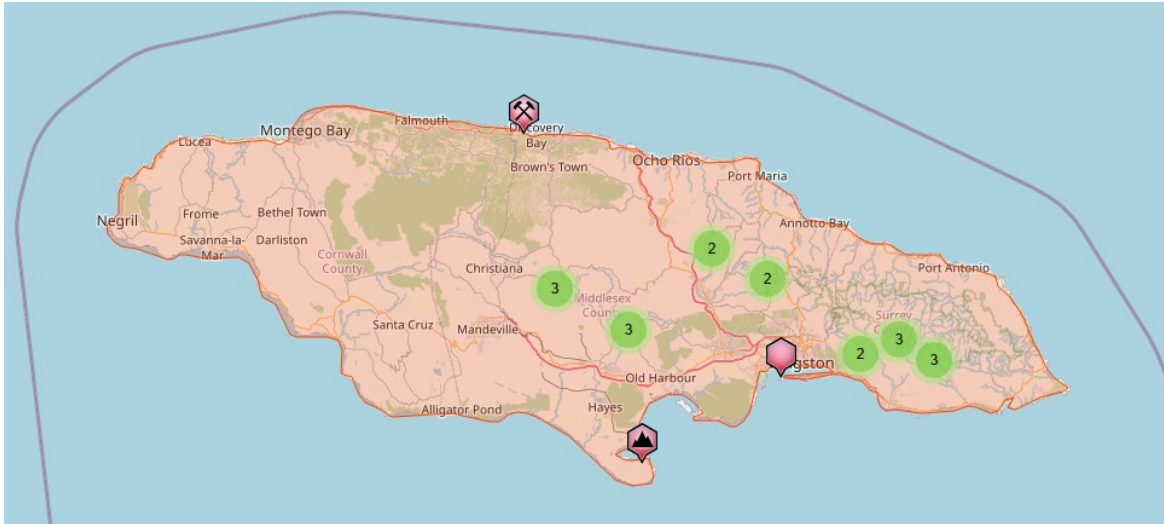 Montego Bay
Falmouth
Discovery
Bay
Lucea
Brown's Town
Ocho Rios
Port Maria
Negril
Frome
Bethel Town
Annotto Bay
Savanna-la-
Mar
Darliston
Cornwall
County
Christiana
2
Port Antonio
2
3
Middlesex
County
Santa Cruz
Mandeville
3
Surrey
3
2
3
gston
Old Harbour
Alligator Pond
Hayes